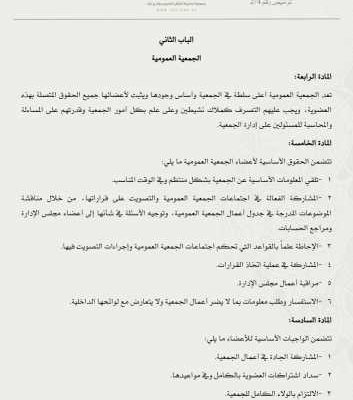 الباب الثاني
الجمعية العمومية
المادة الرابعة:
تعد الجمعية العمومية أعلى سلطة في الجمعية وأساس وجودها ويثبت لأعضائها جميع الحقوق المتصلة بهذه
العضوية، ويجب عليهم التصرف كملاك نشيطين وعلى علم بكل أمور الجمعية وقدرتهم على المساءلة
والمحاسبة للمسئولين على إدارة الجمعية.
المادة الخامسة:
تتضمن الحقوق الأساسية لأعضاء الجمعية العمومية ما يلي:
١ -تلقي المعلومات الأساسية عن الجمعية بشكل منتظم وفي الوقت المناسب.
٢ -المشاركة الفعالة في اجتماعات الجمعية العمومية والتصويت على قراراتها، من خلال مناقشة
الموضوعات المدرجة في جدول أعمال الجمعية العمومية، وتوجيه الأسئلة في شأنها إلى أعضاء مجلس الإدارة
ومراجع الحسابات.
٣ -الإحاطة علماً بالقواعد التي تحكم اجتماعات الجمعية العمومية وإجراءات التصويت فيها.
٤ -المشاركة في عملية اتخاذ القرارات.
٥ -مراقبة أعمال مجلس الإدارة.
٦ -الاستفسار وطلب معلومات بما لا يضر أعمال الجمعية ولا يتعارض مع لوائحها الداخلية.
المادة السادسة:
تتضمن الواجبات الأساسية للأعضاء ما يلي:
١ -المشاركة الجادة في أعمال الجمعية.
٢ -سداد اشتراكات العضوية بالكامل وفي مواعيدها.
٣ -الالتزام بالولاء الكامل للجمعية.